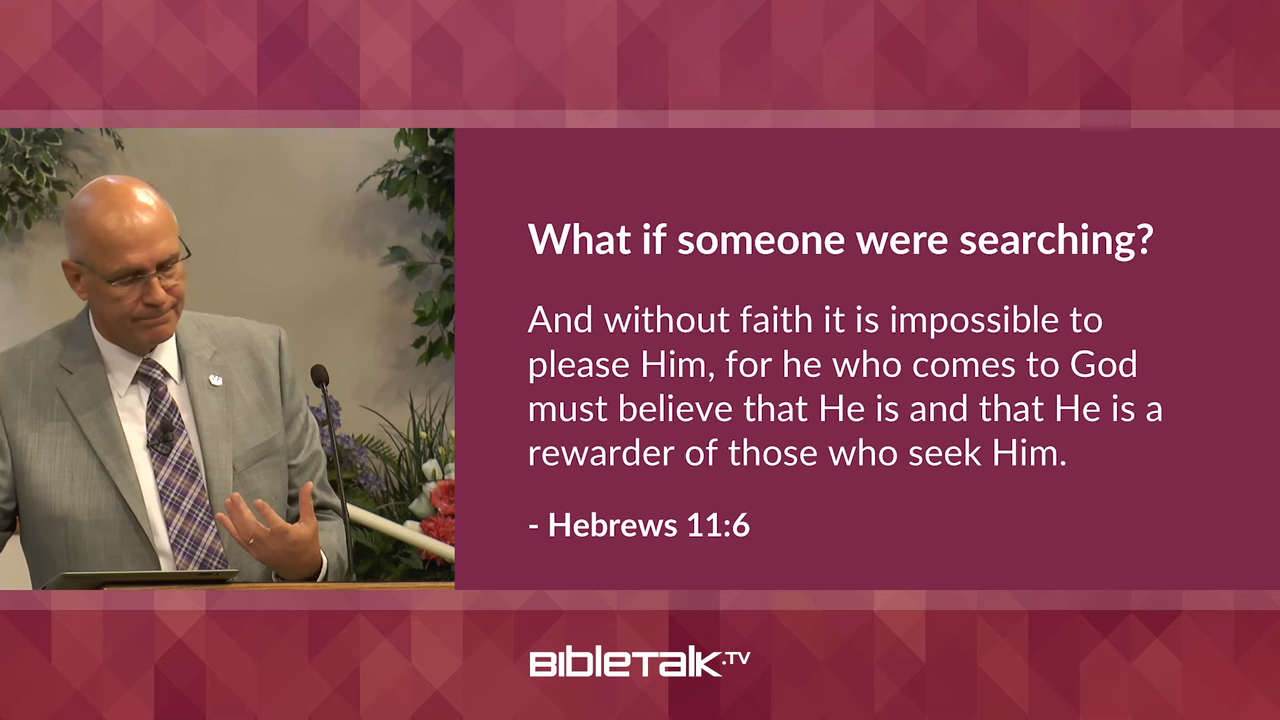 What if someone were searching?
And without faith it is impossible to
please Him, for he who comes to God
must believe that He is and that He is a
rewarder of those who seek Him.
- Hebrews 11:6
BIBLETALK.TV